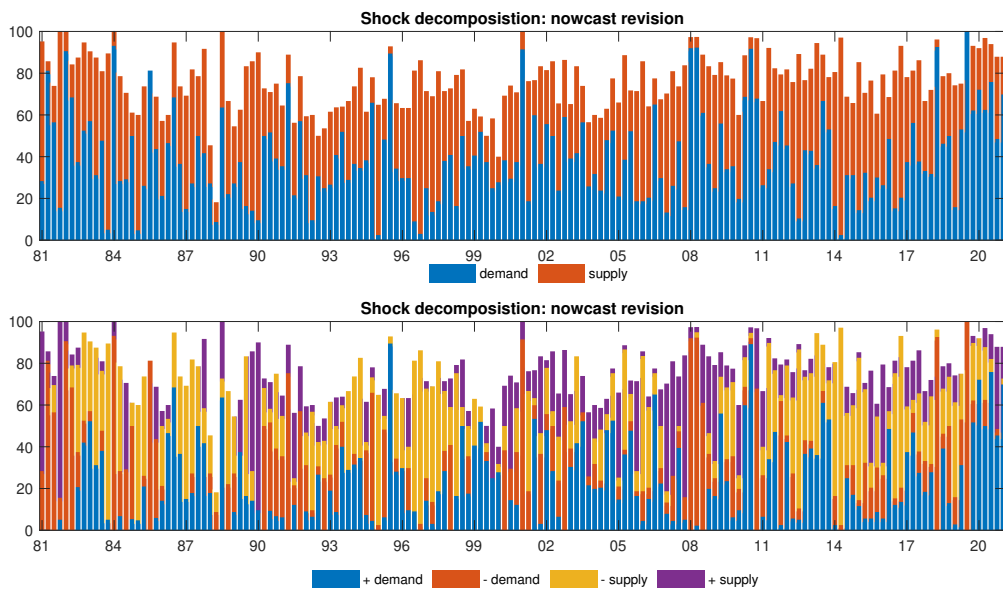 Shock decomposistion: nowcast revision
100
80
60
40
20
0
81 84 87 90 93 96 99 02 05 08 11 14 17 20
demand supply
Shock decomposistion: nowcast revision
100
80
60
40
20
0
81 84 87 90 93 96 99 02 05 08 11 14 17 20
+ demand - demand - supply + supply